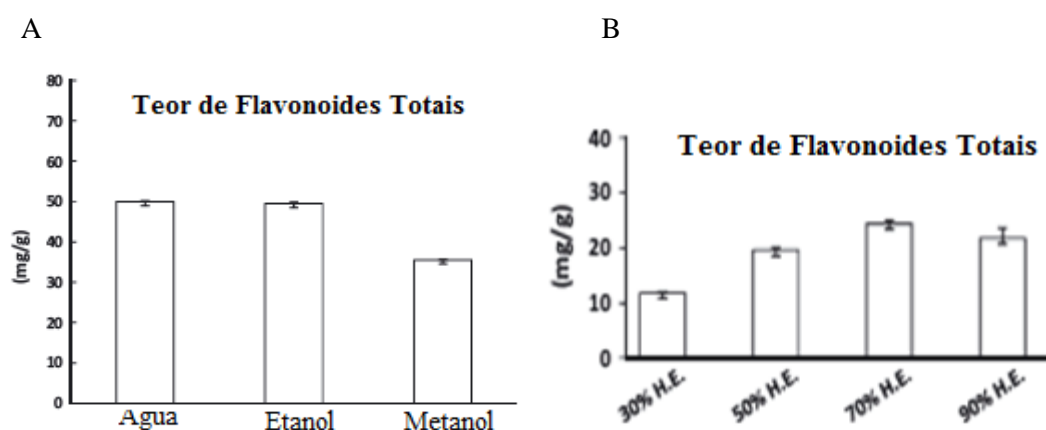 A
B
Teor de Flavonoides Totais
(mg/g)
80
70
60
50
40
30
20
10
0
Agua
Etanol
Metanol
Teor de Flavonoides Totais
(mg/g)
40
30
20
10
0
30% H.E.
50% H.E.
70% H.E.
90% H.E.